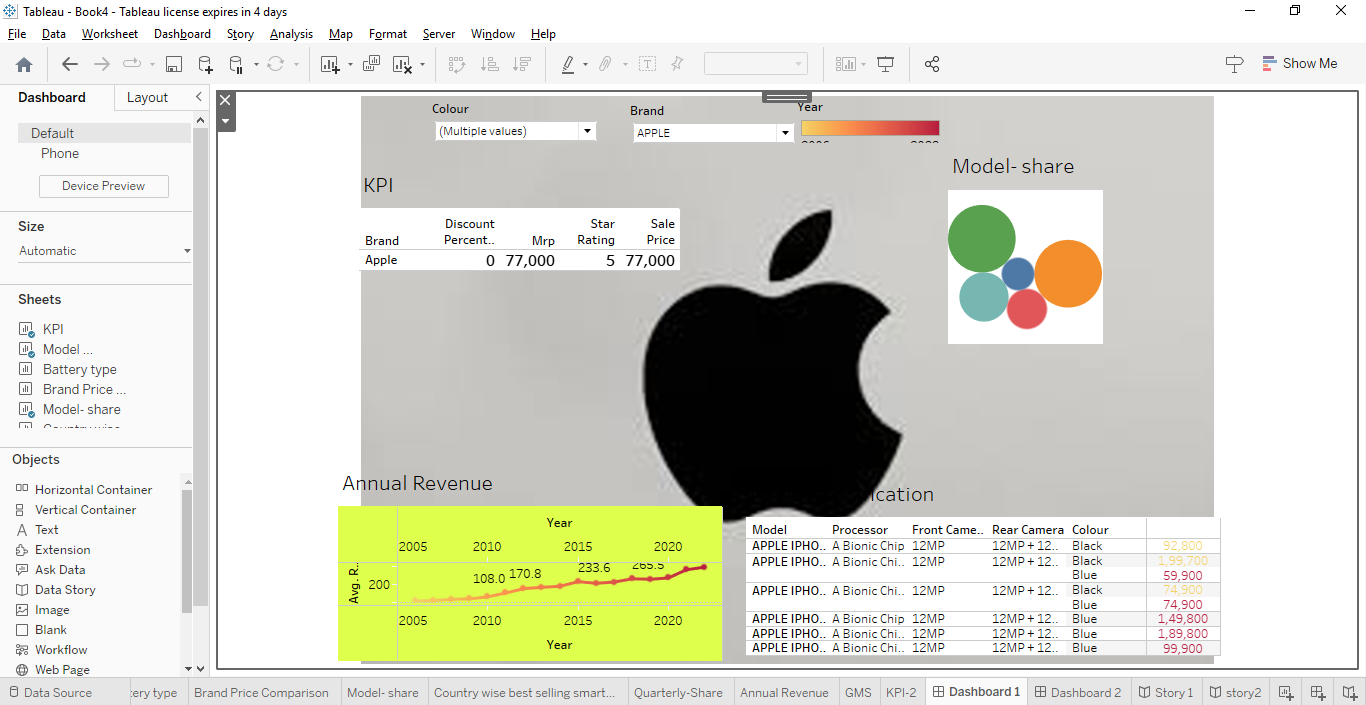 Tableau - Book4 - Tableau license expires in 4 days
File Data Worksheet Dashboard Story Analysis Map Format Server Window Help
Show Me
Dashboard Layout
Default
Phone
Device Preview
Size
Automatic
Sheets
KPI
Model ...
Battery type
Brand Price ...
Model- share
Objects
Horizontal Container
Vertical Container
Text
Extension
Ask Data
Data Story
Image
Blank
Workflow
Web Page
Colour
(Multiple values)
Brand
APPLE
Year
KPI
Brand Discount Percent.. Mrp Star Rating Sale Price
Apple 0 77,000 5 77,000
Model- share
Annual Revenue
Year
2005 2010 2015 2020
Avg. R..
200
108.0 170.8 233.6 265.5
2005 2010 2015 2020
Year
ication
Model Processor Front Came.. Rear Camera Colour
APPLE IPHO.. A Bionic Chip 12MP 12MP + 12.. Black 92,800
APPLE IPHO.. A Bionic Chi.. 12MP 12MP + 12.. Black 1,99,700
Blue 59,900
APPLE IPHO.. A Bionic Chi.. 12MP 12MP + 12.. Black 74,900
Blue 74,900
APPLE IPHO.. A Bionic Chip 12MP 12MP + 12.. Blue 1,49,800
APPLE IPHO.. A Bionic Chi.. 12MP 12MP + 12.. Blue 1,89,800
APPLE IPHO.. A Bionic Chi.. 12MP 12MP + 12.. Blue 99,900
Data Source tery type Brand Price Comparison Model- share Country wise best selling smart... Quarterly-Share Annual Revenue GMS KPI-2 Dashboard 1 Dashboard 2 Story 1 story2